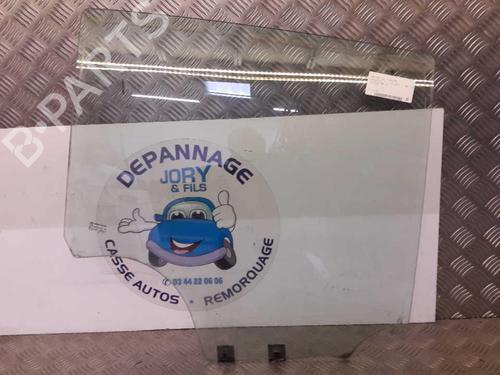 B-PARTS
DEPANNAGE
JORY
& FILS
03 44 22 06 06
CASSE AUTOS • REMORQUAGE